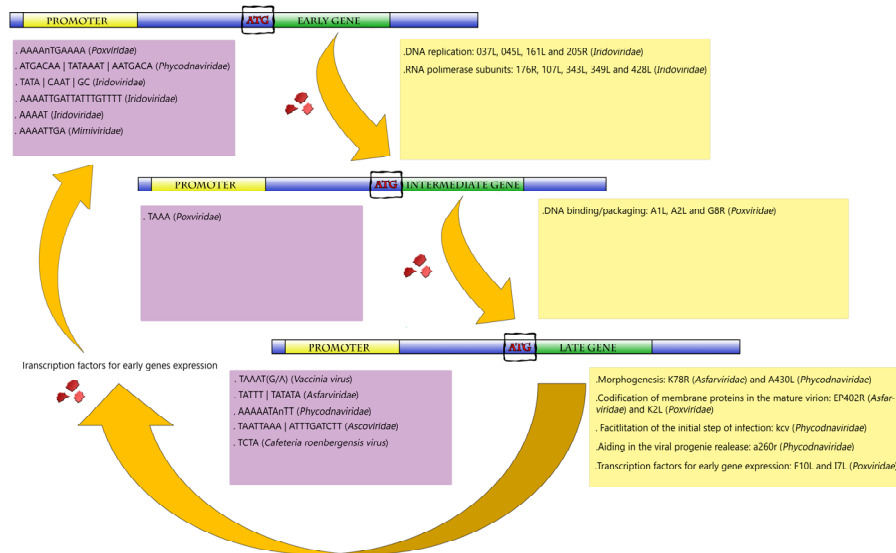 PROMOTER ATG EARLY GENE
. AAAAnTGAAAA (Poxviridae)
. ATGACAA | TATAAAT | AATGACA (Phycodnaviridae)
. TATA | CAAT | GC (Iridoviridae)
. AAAATTGATTATTTGTTTT (Iridoviridae)
. AAAAT (Iridoviridae)
. AAAATTGA (Mimiviridae)
.DNA replication: 037L, 045L, 161L and 205R (Iridoviridae)
.RNA polimerase subunits: 176R, 107L, 343L, 349L and 428L (Iridoviridae)
PROMOTER ATG INTERMEDIATE GENE
. TAAA (Poxviridae)
.DNA binding/packaging: A1L, A2L and G8R (Poxviridae)
PROMOTER ATG LATE GENE
Iranscription factors for early genes expression
. TAAAT(G/A) (Vaccinia virus)
. TATTT | TATATA (Asfarviridae)
. AAAAATAnTT (Phycodnaviridae)
. TAATTAAA | ATTTGATCTT (Ascoviridae)
. TCTA (Cafeteria roenbergensis virus)
.Morphogenesis: K78R (Asfarviridae) and A430L (Phycodnaviridae)
.Codification of membrane proteins in the mature virion: EP402R (Asfar-
viridae) and K2L (Poxviridae)
. Facitlitation of the initial step of infection: kcv (Phycodnaviridae)
.Aiding in the viral progenie realease: a260r (Phycodnaviridae)
.Transcription factors for early gene expression: F10L and I7L (Poxviridae)